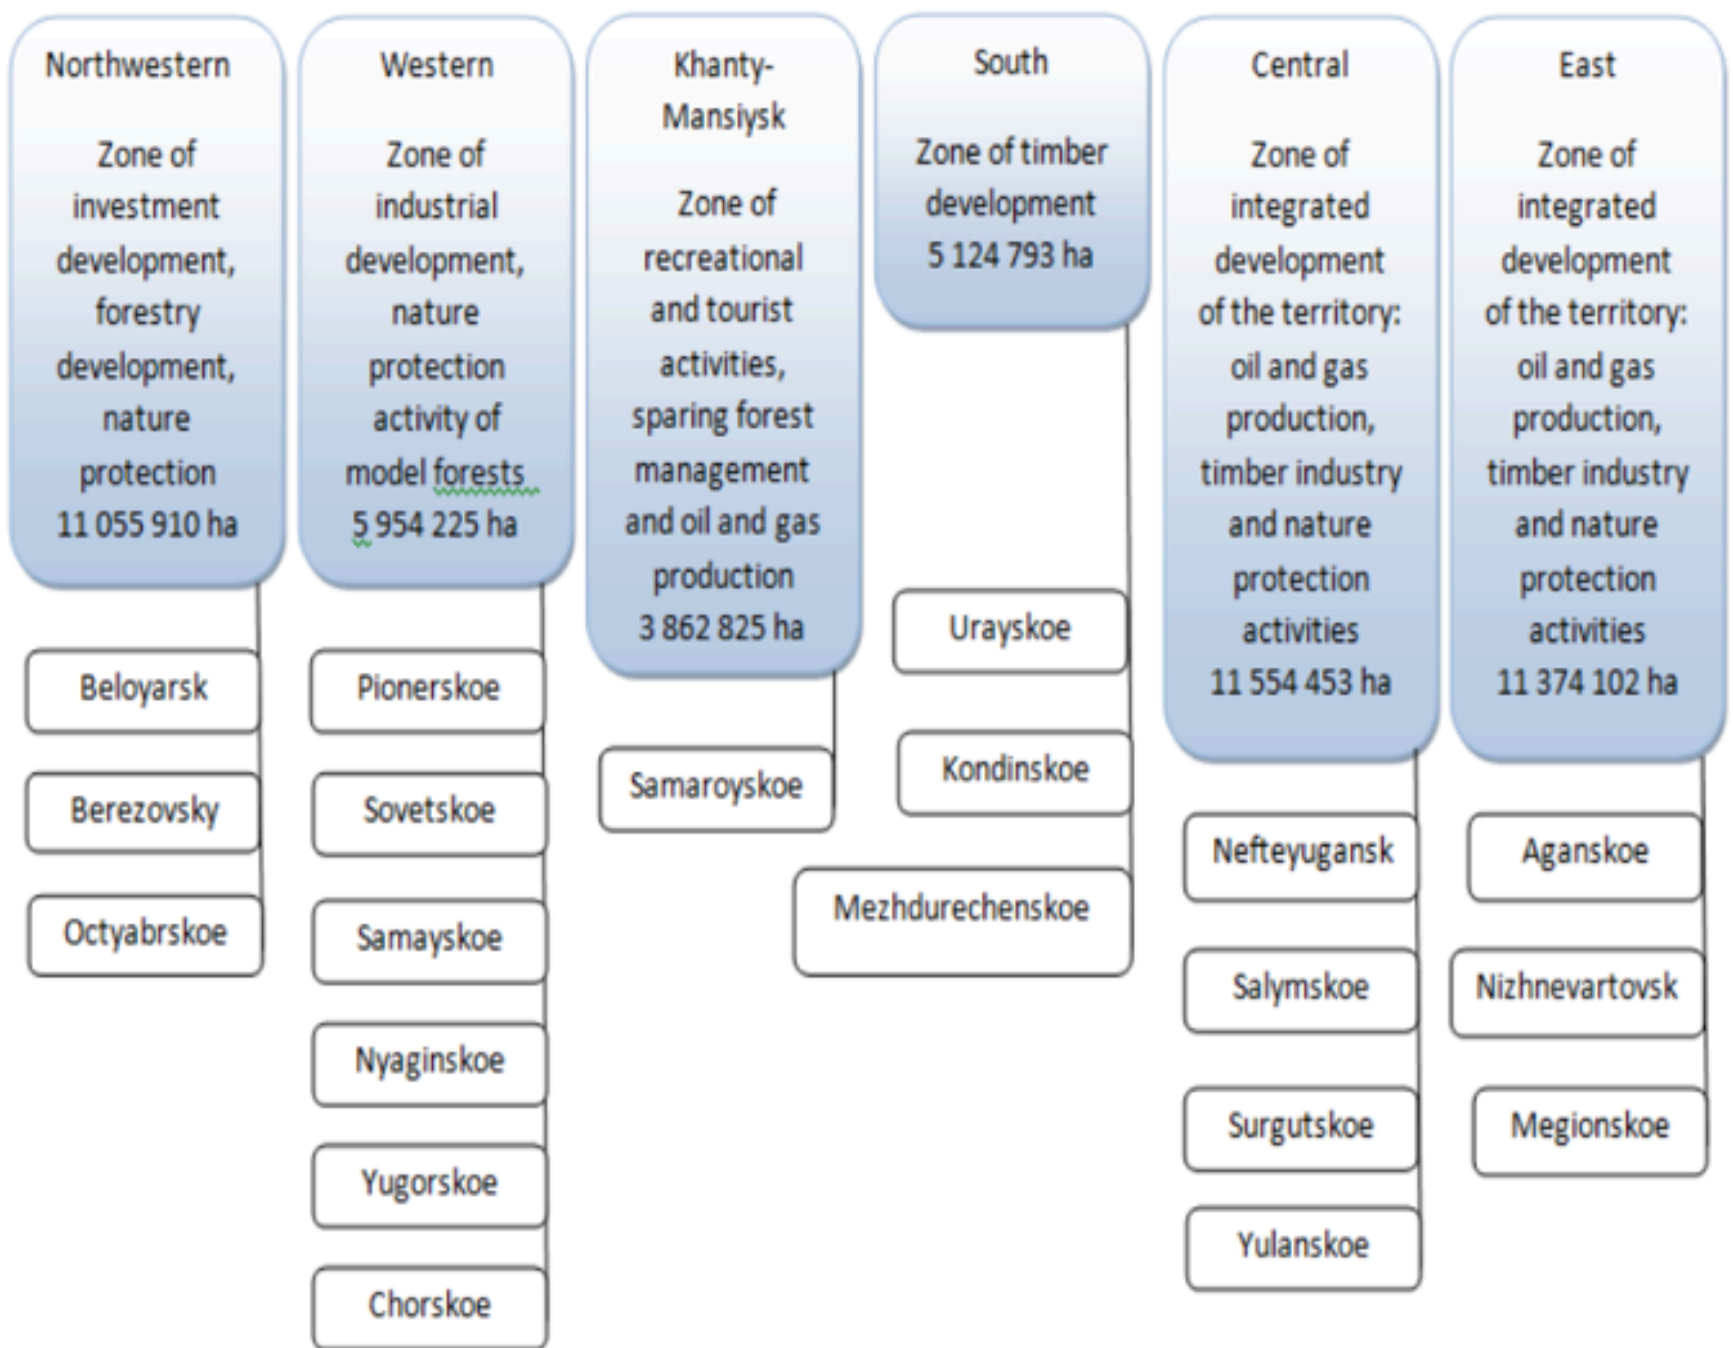 Northwestern
Zone of
investment
development,
forestry
development,
nature
protection
11 055 910 ha
Beloyarsk
Berezovsky
Octyabrskoe
Western
Zone of
industrial
development,
nature
protection
activity of
model forests
5 954 225 ha
Pionerskoe
Sovetskoe
Samayskoe
Nyaginskoe
Yugorskoe
Chorskoe
Khanty-
Mansiysk
Zone of
recreational
and tourist
activities,
sparing forest
management
and oil and gas
production
3 862 825 ha
Samaroyskoe
South
Zone of timber
development
5 124 793 ha
Urayskoe
Kondinskoe
Mezhdurechenskoe
Central
Zone of
integrated
development
of the territory:
oil and gas
production,
timber industry
and nature
protection
activities
11 554 453 ha
Nefteyugansk
Salymskoe
Surgutskoe
Yulanskoe
East
Zone of
integrated
development
of the territory:
oil and gas
production,
timber industry
and nature
protection
activities
11 374 102 ha
Aganskoe
Nizhnevartovsk
Megionskoe